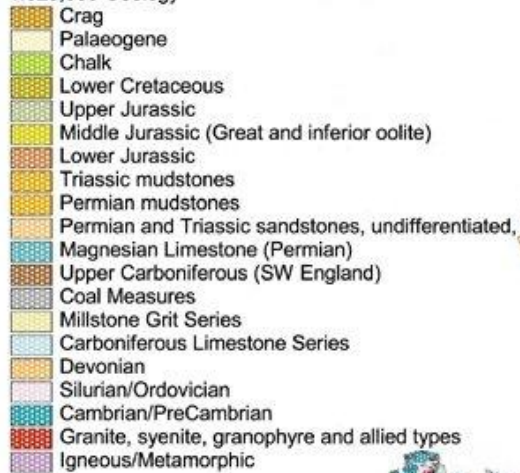 Crag
Palaeogene
Chalk
Lower Cretaceous
Upper Jurassic
Middle Jurassic (Great and inferior oolite)
Lower Jurassic
Triassic mudstones
Permian mudstones
Permian and Triassic sandstones, undifferentiated,
Magnesian Limestone (Permian)
Upper Carboniferous (SW England)
Coal Measures
Millstone Grit Series
Carboniferous Limestone Series
Devonian
Silurian/Ordovician
Cambrian/PreCambrian
Granite, syenite, granophyre and allied types
Igneous/Metamorphic